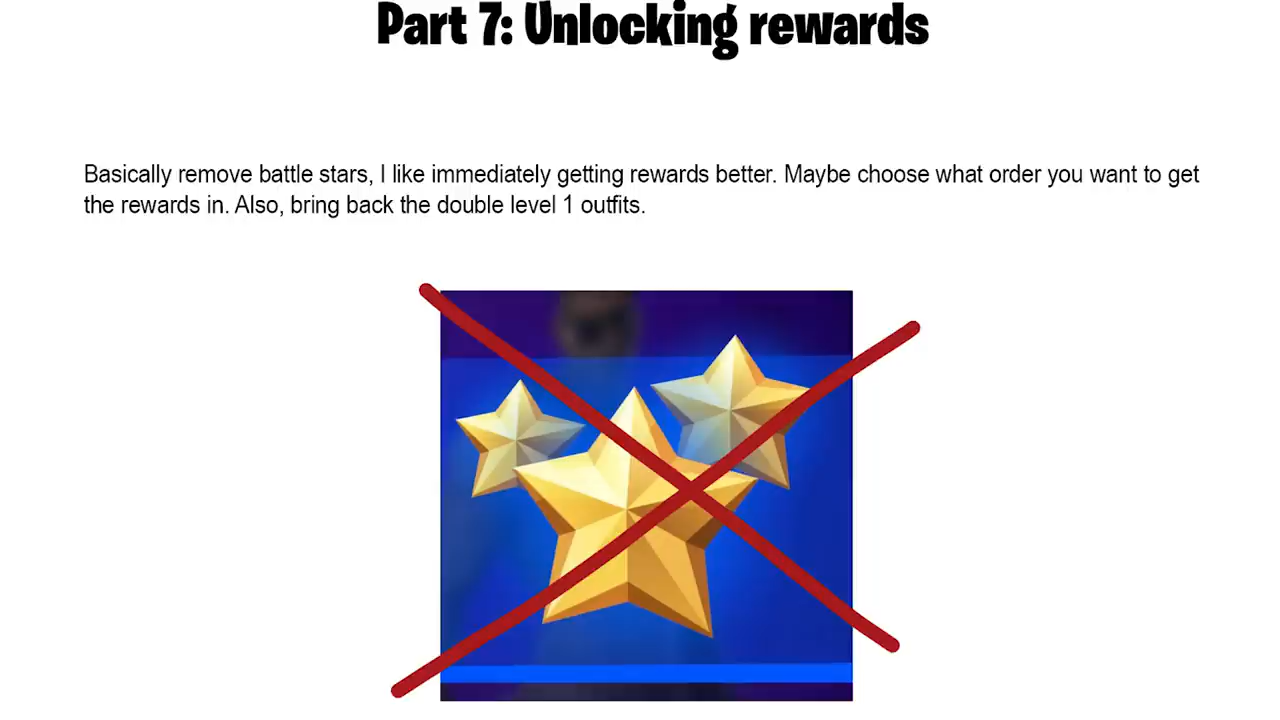 Part 7: Unlocking rewards
Basically remove battle stars, I like immediately getting rewards better. Maybe choose what order you want to get
the rewards in. Also, bring back the double level 1 outfits.